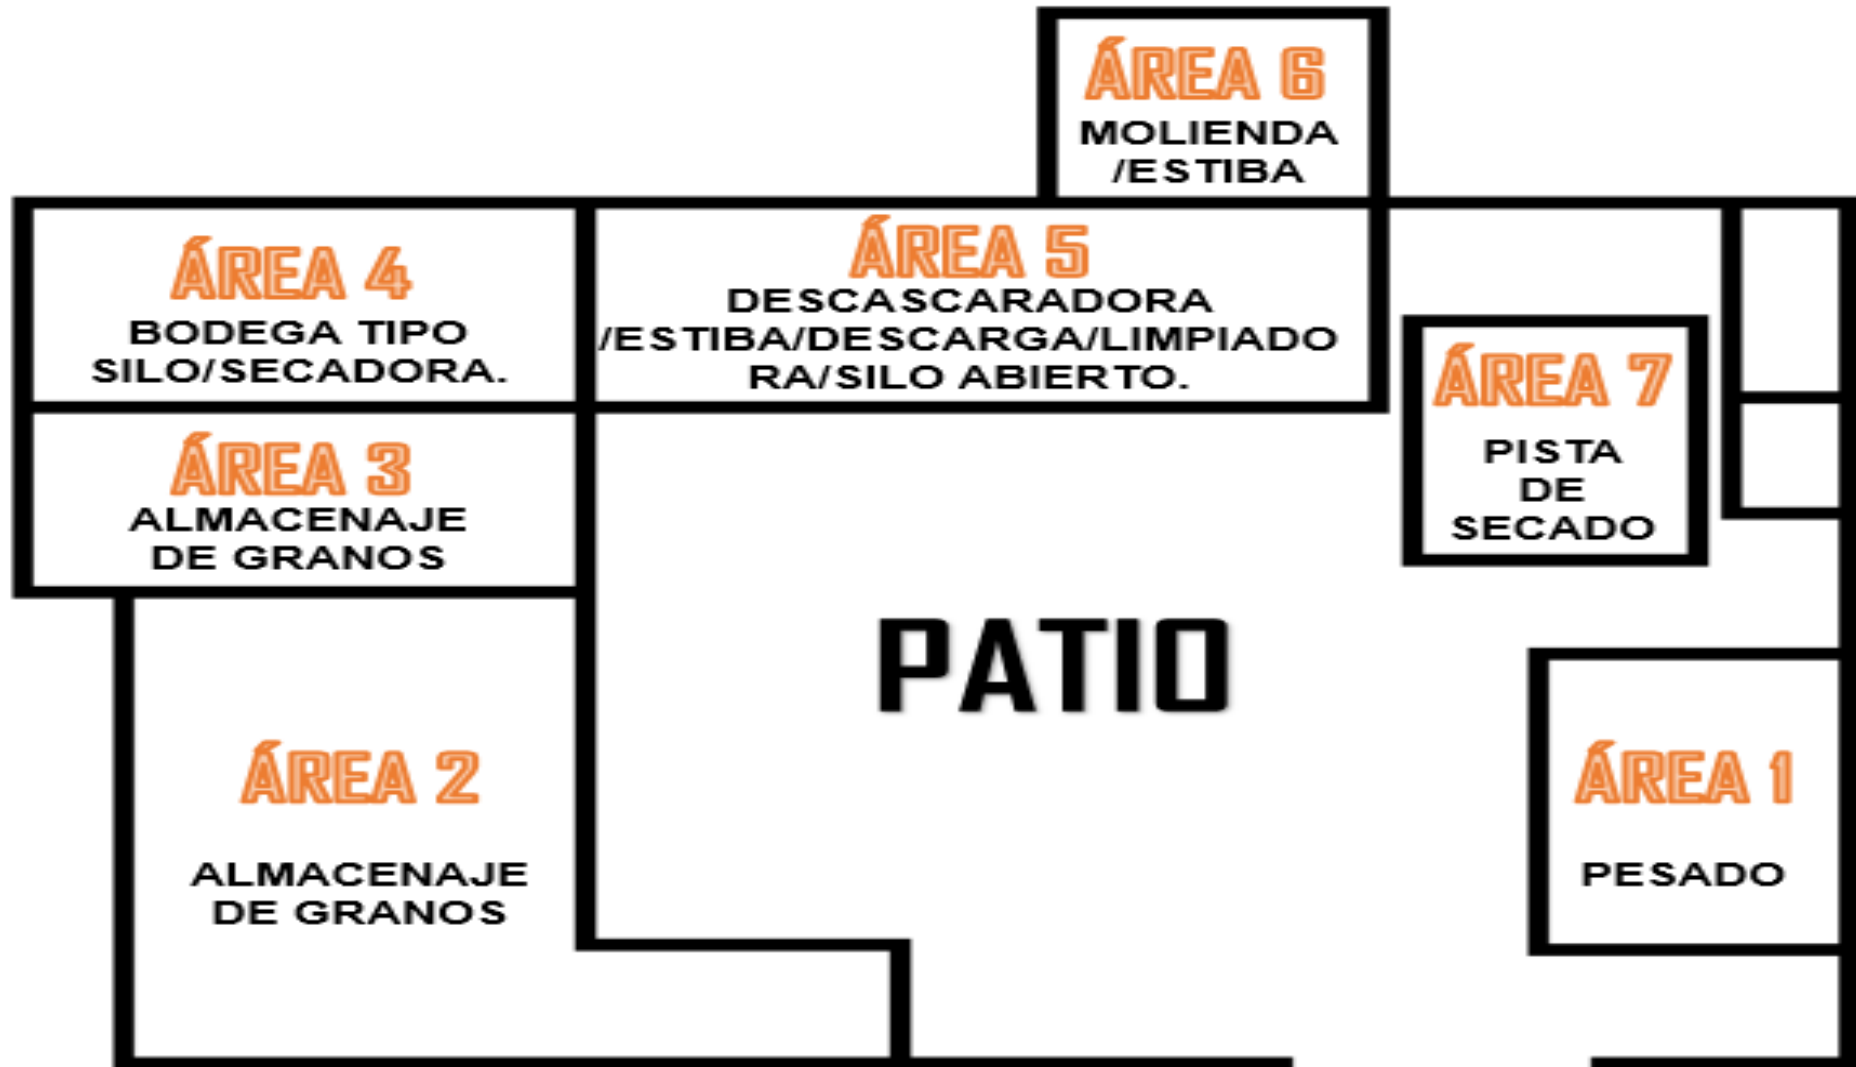 ÁREA 6
MOLIENDA
/ESTIBA
ÁREA 4
BODEGA TIPO
SILO/SECADORA.
ÁREA 5
DESCASCARADORA
/ESTIBA/DESCARGA/LIMPIADO
RA/SILO ABIERTO.
ÁREA 7
PISTA
DE
SECADO
ÁREA 3
ALMACENAJE
DE GRANOS
PATIO
ÁREA 2
ALMACENAJE
DE GRANOS
ÁREA 1
PESADO